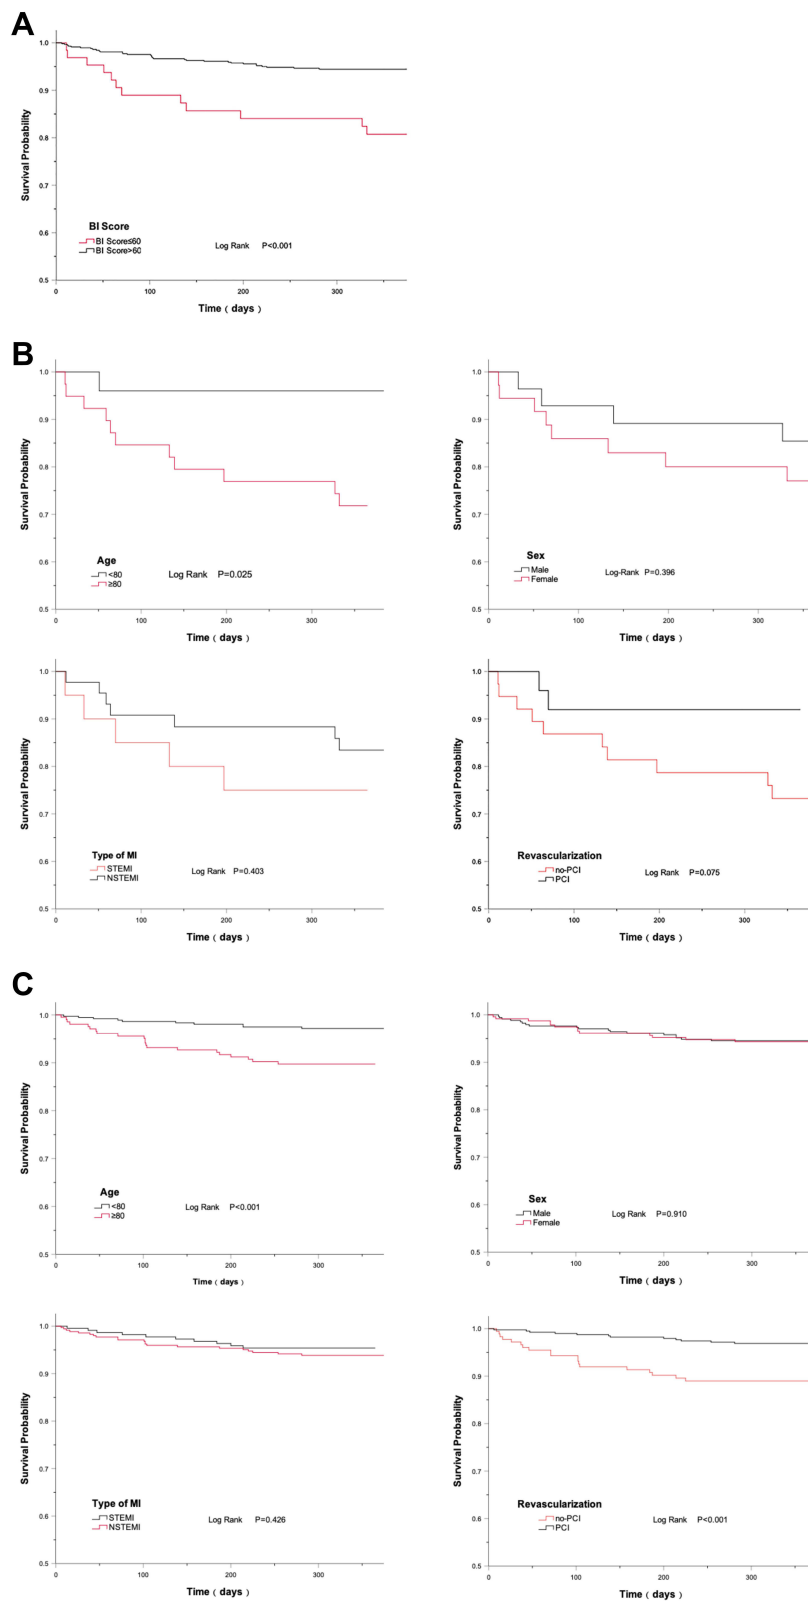 A
Survival Probability
1.0
0.9
0.8
0.7
0.6
0.5
BI Score
BI Score≤60
BI Score>60
Log Rank P<0.001
0 100 200 300
Time ( days )
B
Survival Probability
1.0
0.9
0.8
0.7
0.6
0.5
Age
<80
≥80
Log Rank P=0.025
0 100 200 300
Time ( days )
Survival Probability
1.0
0.9
0.8
0.7
0.6
0.5
Sex
Male
Female
Log-Rank P=0.396
0 100 200 300
Time ( days )
Survival Probability
1.0
0.9
0.8
0.7
0.6
0.5
Type of MI
STEMI
NSTEMI
Log Rank P=0.403
0 100 200 300
Time ( days )
Survival Probability
1.0
0.9
0.8
0.7
0.6
0.5
Revascularization
no-PCI
PCI
Log Rank P=0.075
0 100 200 300
Time ( days )
C
Survival Probability
1.0
0.9
0.8
0.7
0.6
0.5
Age
<80
≥80
Log Rank P<0.001
0 100 200 300
Time ( days )
Survival Probability
1.0
0.9
0.8
0.7
0.6
0.5
Sex
Male
Female
Log Rank P=0.910
0 100 200 300
Time ( days )
Survival Probability
1.0
0.9
0.8
0.7
0.6
0.5
Type of MI
STEMI
NSTEMI
Log Rank P=0.426
0 100 200 300
Time ( days )
Survival Probability
1.0
0.9
0.8
0.7
0.6
0.5
Revascularization
no-PCI
PCI
Log Rank P<0.001
0 100 200 300
Time ( days )